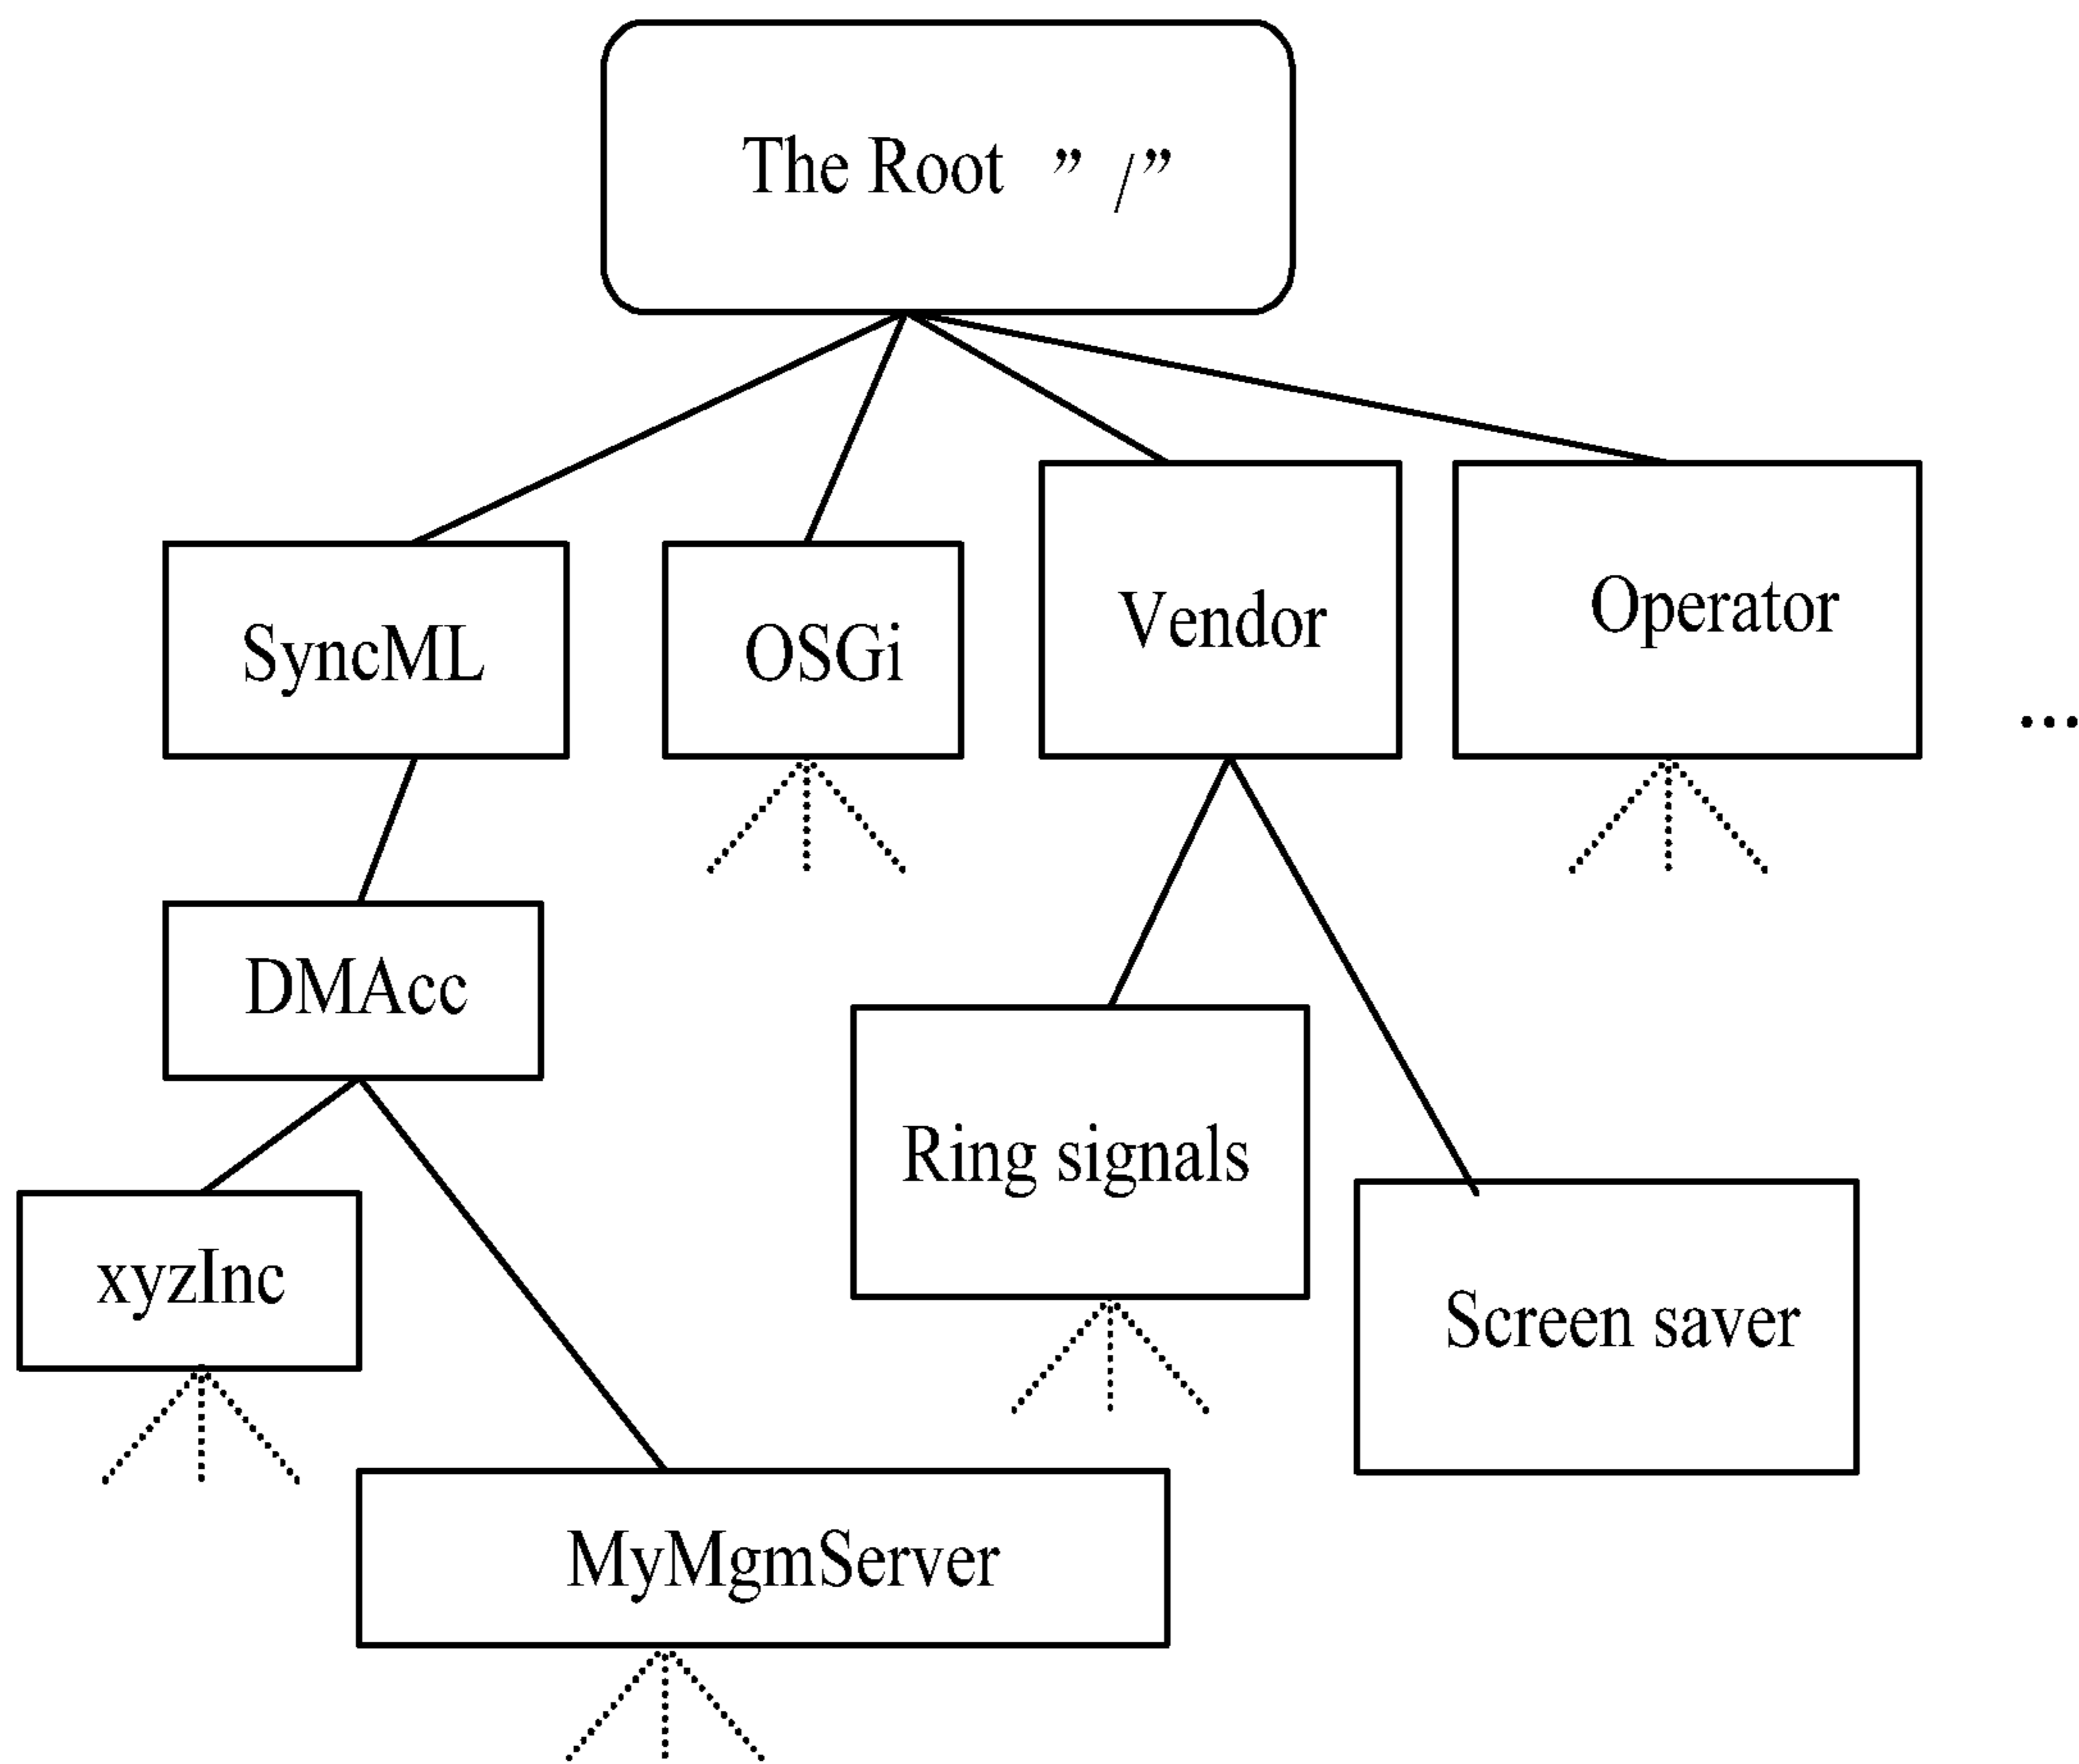 The Root ” /”
Vendor
Operator
SyncML
OSGi
...
DMAcc
Ring signals
xyzInc
Screen saver
MyMgmServer